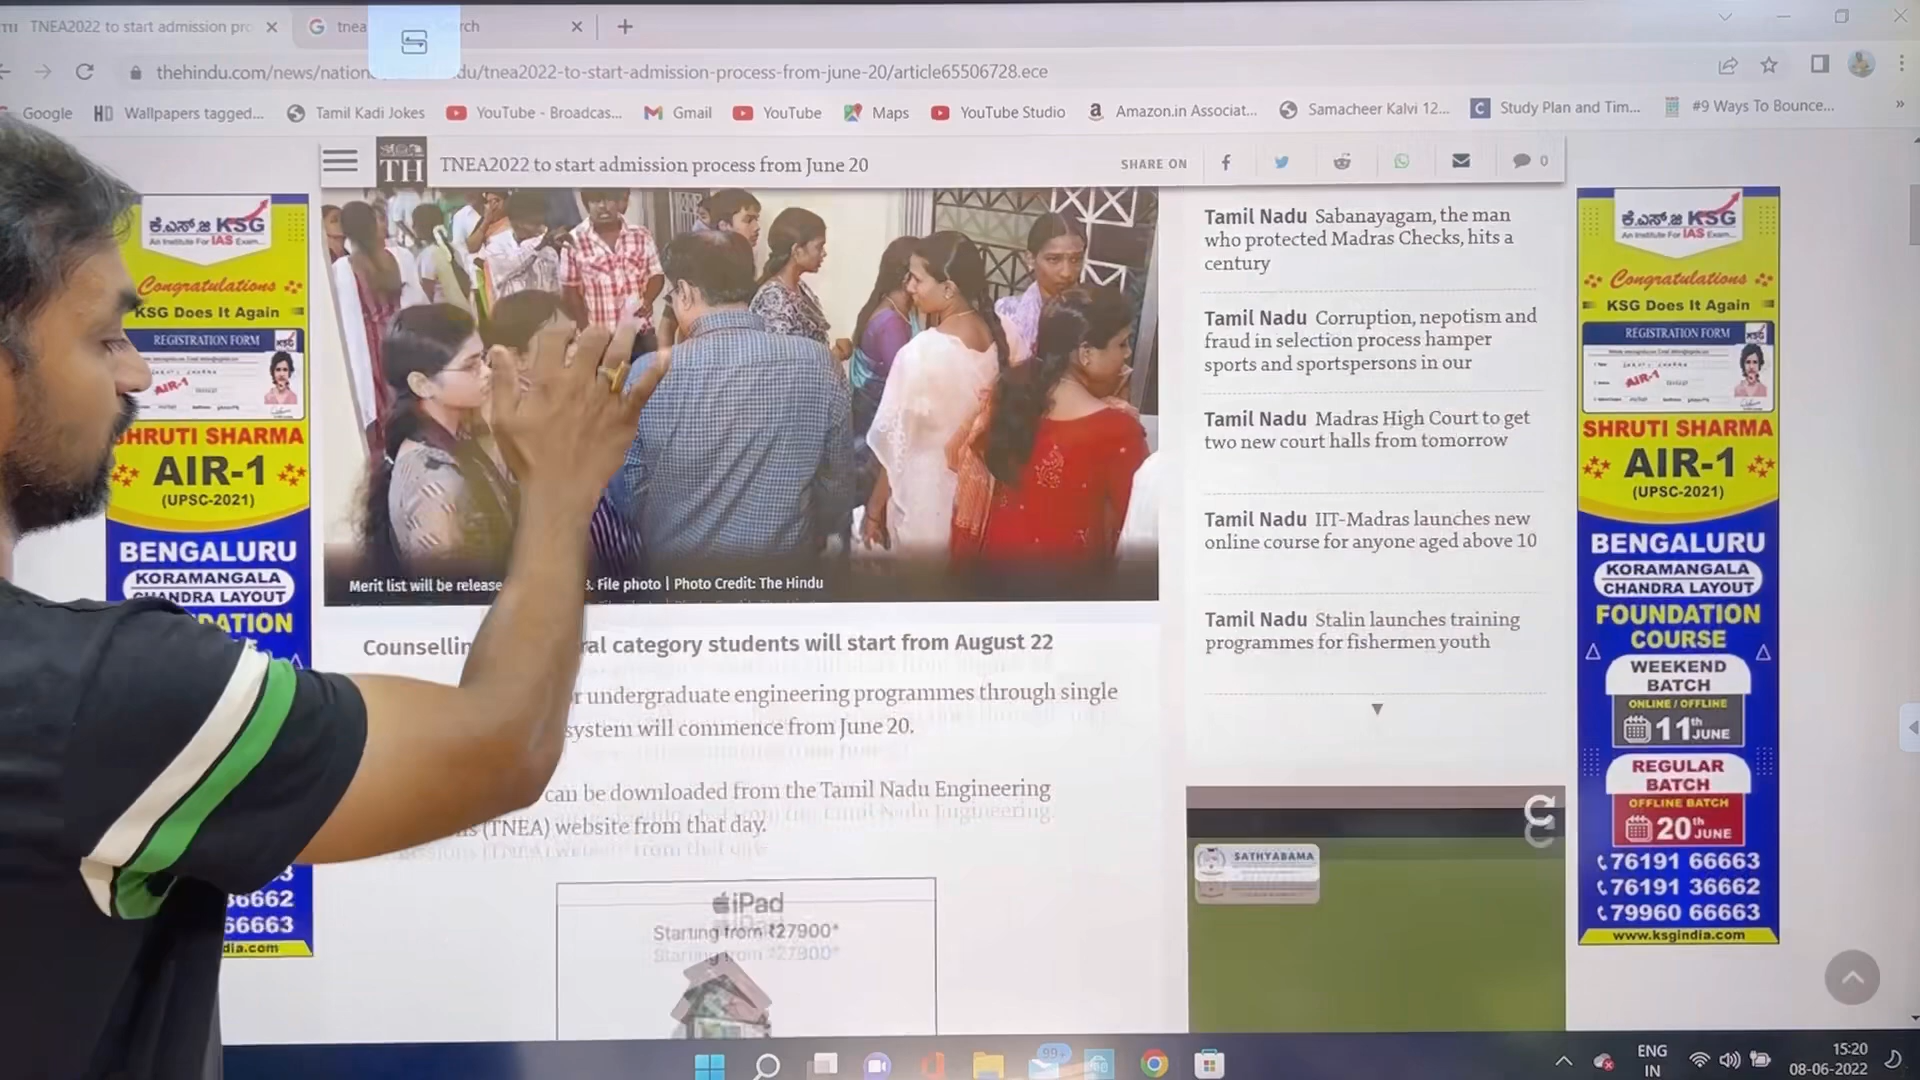 TNEA2022 to start admission pro
tnea
rch
thehindu.com/news/nation
du/tnea2022-to-start-admission-process-from-june-20/article65506728.ece
Google
HD Wallpapers tagged...
Tamil Kadi Jokes
YouTube - Broadcas...
Gmail
YouTube
Maps
YouTube Studio
Amazon.in Associat...
Samacheer Kalvi 12...
Study Plan and Tim...
#9 Ways To Bounce...
»
TH
TNEA2022 to start admission process from June 20
SHARE ON
0
ಕೆ.ಎಸ್.ಜಿ KSG
An Institute For IAS Exam...
Congratulations
KSG Does It Again
REGISTRATION FORM
KSG
AIR-1
SHRUTI SHARMA
AIR-1
(UPSC-2021)
BENGALURU
KORAMANGALA
CHANDRA LAYOUT
DATION
3
36662
66663
dia.com
Merit list will be release
3. File photo | Photo Credit: The Hindu
Counsellin
ral category students will start from August 22
r undergraduate engineering programmes through single
system will commence from June 20.
can be downloaded from the Tamil Nadu Engineering
s (TNEA) website from that day.
iPad
Starting from ₹27900*
Tamil Nadu Sabanayagam, the man
who protected Madras Checks, hits a
century
Tamil Nadu Corruption, nepotism and
fraud in selection process hamper
sports and sportspersons in our
Tamil Nadu Madras High Court to get
two new court halls from tomorrow
Tamil Nadu IIT-Madras launches new
online course for anyone aged above 10
Tamil Nadu Stalin launches training
programmes for fishermen youth
SATHYABAMA
ಕೆ.ಎಸ್.ಜಿ KSG
An Institute For IAS Exam...
Congratulations
KSG Does It Again
REGISTRATION FORM
KSG
AIR-1
SHRUTI SHARMA
AIR-1
(UPSC-2021)
BENGALURU
KORAMANGALA
CHANDRA LAYOUT
FOUNDATION
COURSE
WEEKEND
BATCH
ONLINE / OFFLINE
11th JUNE
REGULAR
BATCH
OFFLINE BATCH
20th JUNE
76191 66663
76191 36662
79960 66663
www.ksgindia.com
99+
ENG
IN
15:20
08-06-2022